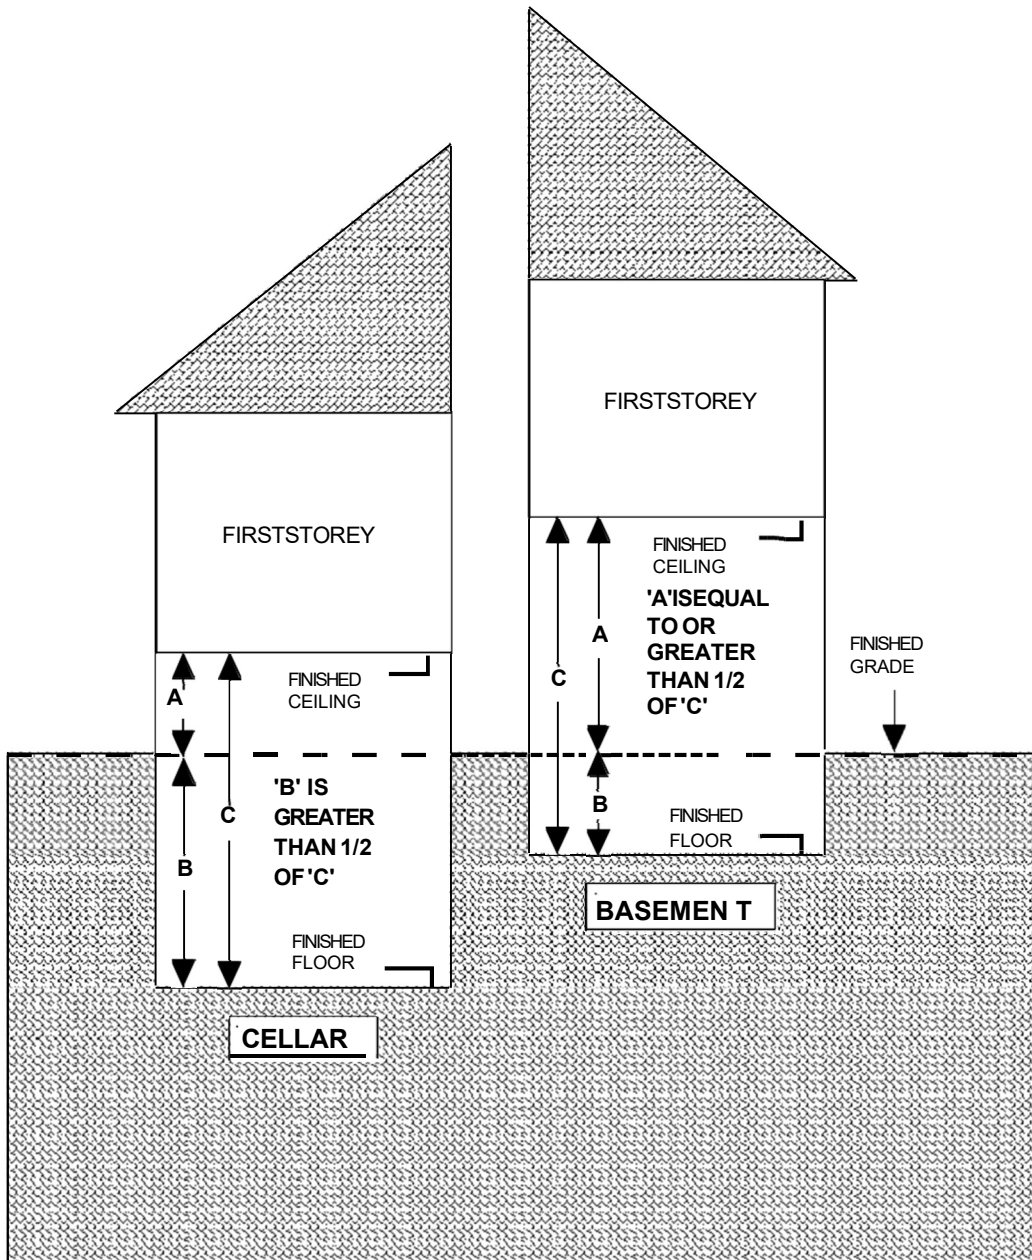 FIRSTSTOREY
FINISHED
CEILING
A
C
'B' IS
GREATER
THAN 1/2
OF 'C'
B
FINISHED
FLOOR
CELLAR
FIRSTSTOREY
FINISHED
CEILING
'A'ISEQUAL
TO OR
GREATER
THAN 1/2
OF 'C'
A
C
B
FINISHED
FLOOR
BASEMEN T
FINISHED
GRADE